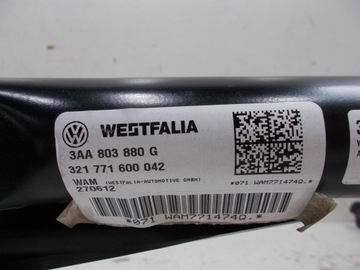 WESTFALIA
3AA 803 880 G
321 771 600 042
WAM (WESTFALIA-AUTOMOTIVE GMBH)
270612
*071 WAM7714740.*
*071 WAM7714740.*